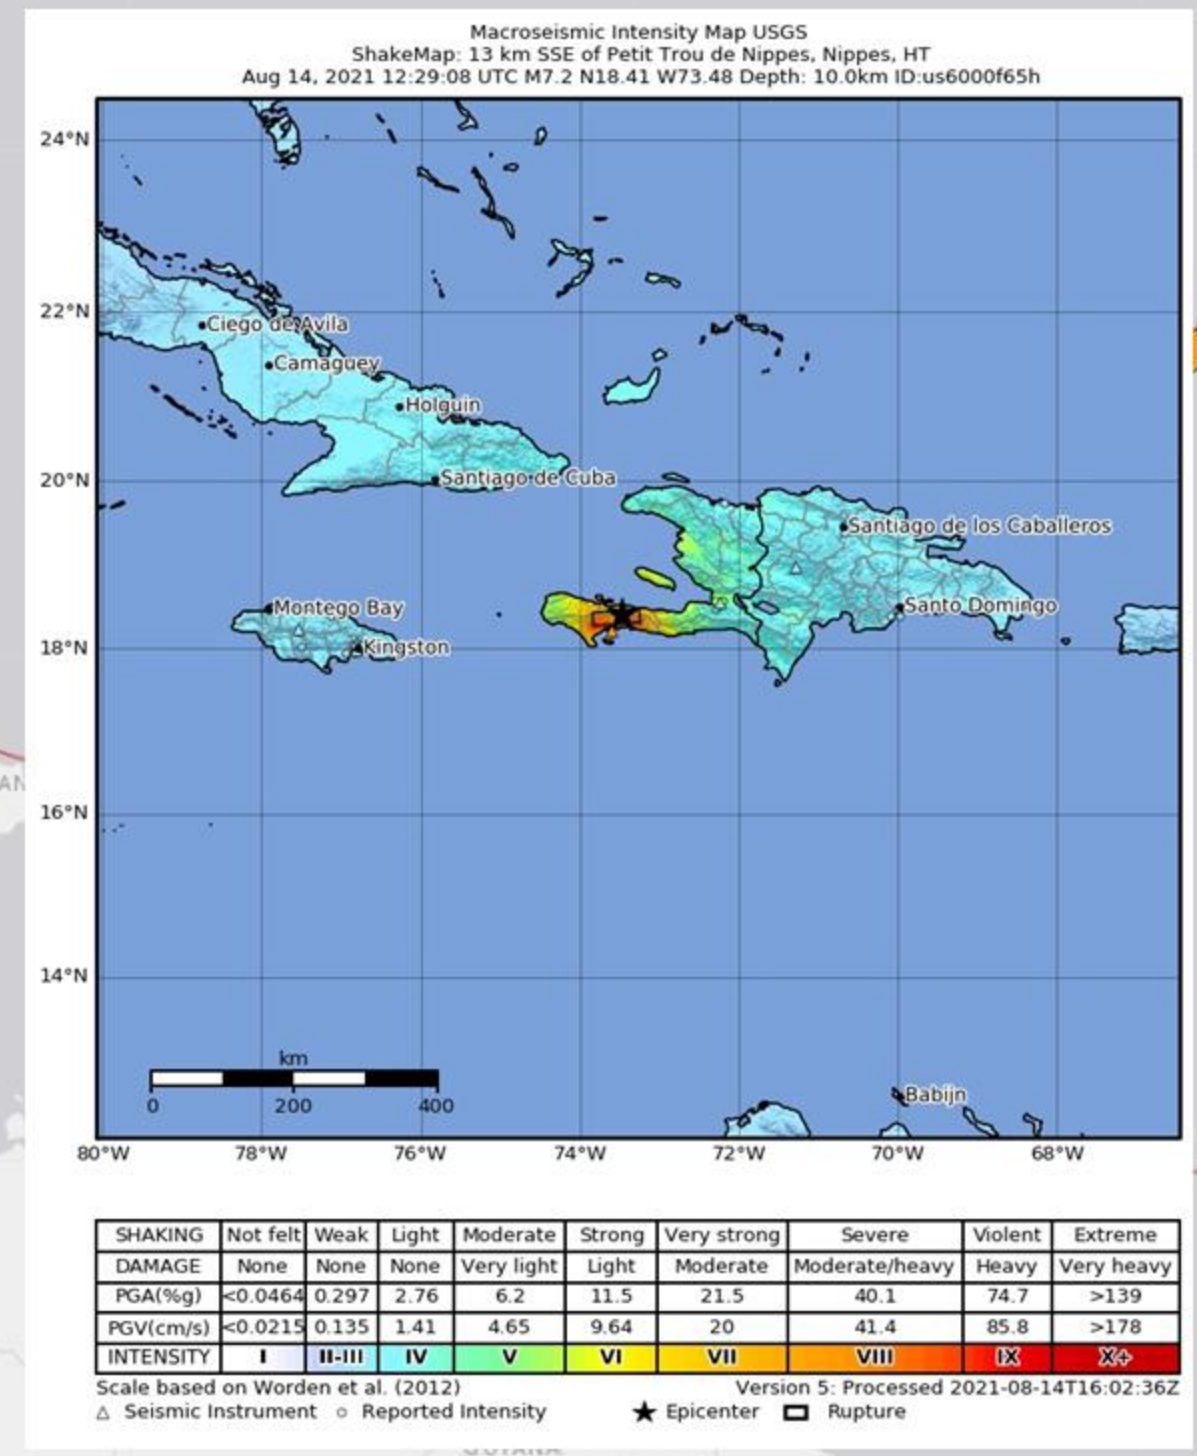 Macroseismic Intensity Map USGS
ShakeMap: 13 km SSE of Petit Trou de Nippes, Nippes, HT
Aug 14, 2021 12:29:08 UTC M7.2 N18.41 W73.48 Depth: 10.0km ID:us6000f65h
24°N
22°N
Ciego de Avila
Camaguey
Holguin
20°N
Santiago de Cuba
Santiago de los Caballeros
Montego Bay
Santo Domingo
18°N
Kingston
AN
16°N
14°N
km
0 200 400
Babijn
80°W 78°W 76°W 74°W 72°W 70°W 68°W
SHAKING Not felt Weak Light Moderate Strong Very strong Severe Violent Extreme
DAMAGE None None None Very light Light Moderate Moderate/heavy Heavy Very heavy
PGA(%g) <0.0464 0.297 2.76 6.2 11.5 21.5 40.1 74.7 >139
PGV(cm/s) <0.0215 0.135 1.41 4.65 9.64 20 41.4 85.8 >178
INTENSITY I II-III IV V VI VII VIII IX X+
Scale based on Worden et al. (2012) Version 5: Processed 2021-08-14T16:02:36Z
Seismic Instrument Reported Intensity Epicenter Rupture